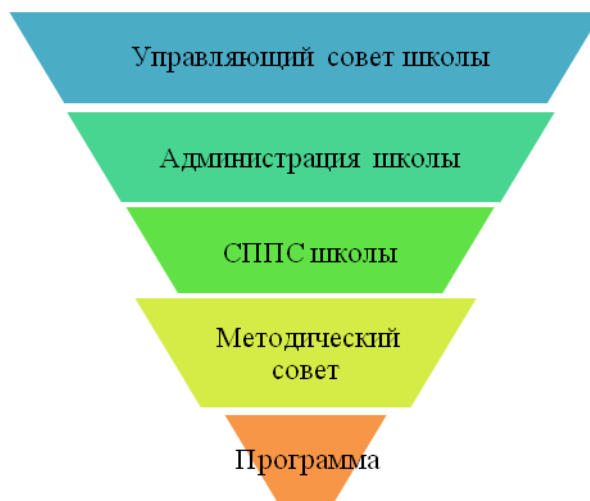 Управляющий совет школы
Администрация школы
СППС школы
Методический
совет
Программа